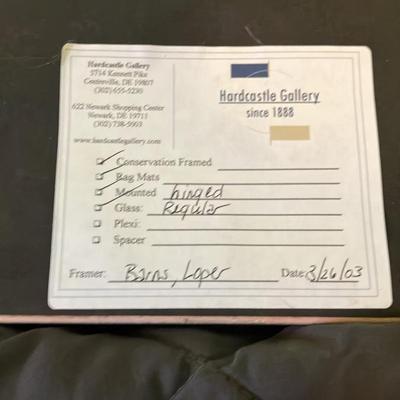 Hardcastle Gallery
5714 Kennett Pike
Centreville, DE 19807
(302) 655-5230
622 Newark Shopping Center
Newark, DE 19711
(302) 738-5003
www.hardcastlegallery.com
Hardcastle Gallery
since 1888
Conservation Framed
Rag Mats
Mounted hinged
Glass: Regular
Plexi:
Spacer
Framer: Barns, Loper Date: 3/26/03